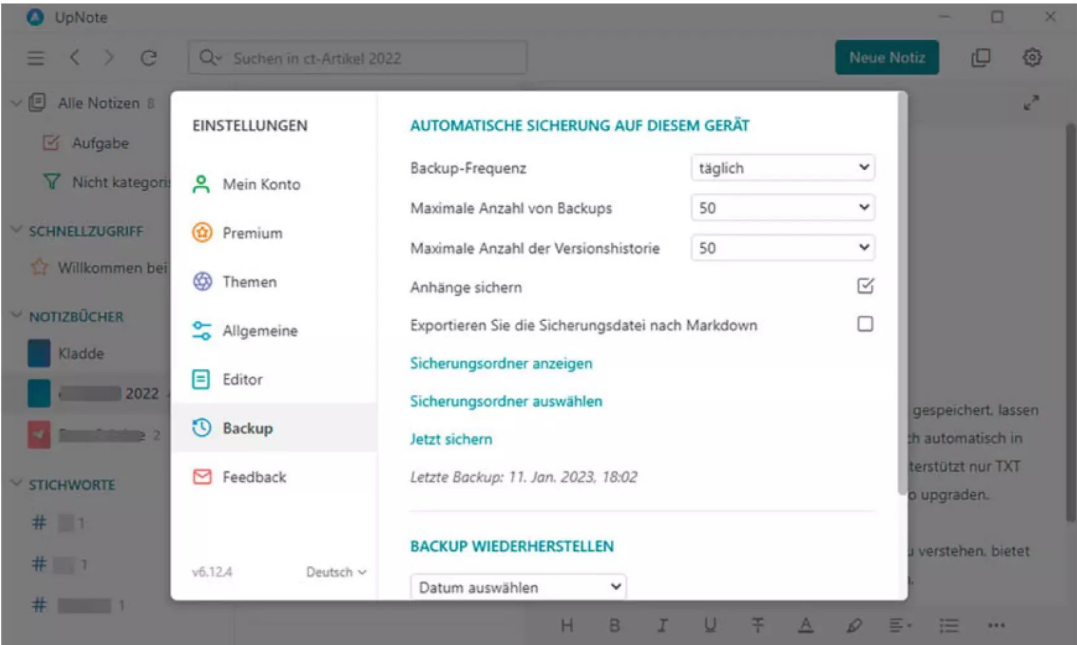 UpNote
Suchen in ct-Artikel 2022
Neue Notiz
Alle Notizen 8
Aufgabe
Nicht kategoris
SCHNELLZUGRIFF
Willkommen bei
NOTIZBÜCHER
Kladde
2022
2
STICHWORTE
# 1
# 1
# 1
EINSTELLUNGEN
Mein Konto
Premium
Themen
Allgemeine
Editor
Backup
Feedback
v6.12.4 Deutsch
AUTOMATISCHE SICHERUNG AUF DIESEM GERÄT
Backup-Frequenz täglich
Maximale Anzahl von Backups 50
Maximale Anzahl der Versionshistorie 50
Anhänge sichern
Exportieren Sie die Sicherungsdatei nach Markdown
Sicherungsordner anzeigen
Sicherungsordner auswählen
Jetzt sichern
Letzte Backup: 11. Jan. 2023, 18:02
BACKUP WIEDERHERSTELLEN
Datum auswählen
gespeichert, lassen
ch automatisch in
terstützt nur TXT
o upgraden.
u verstehen, bietet
H B I U T A